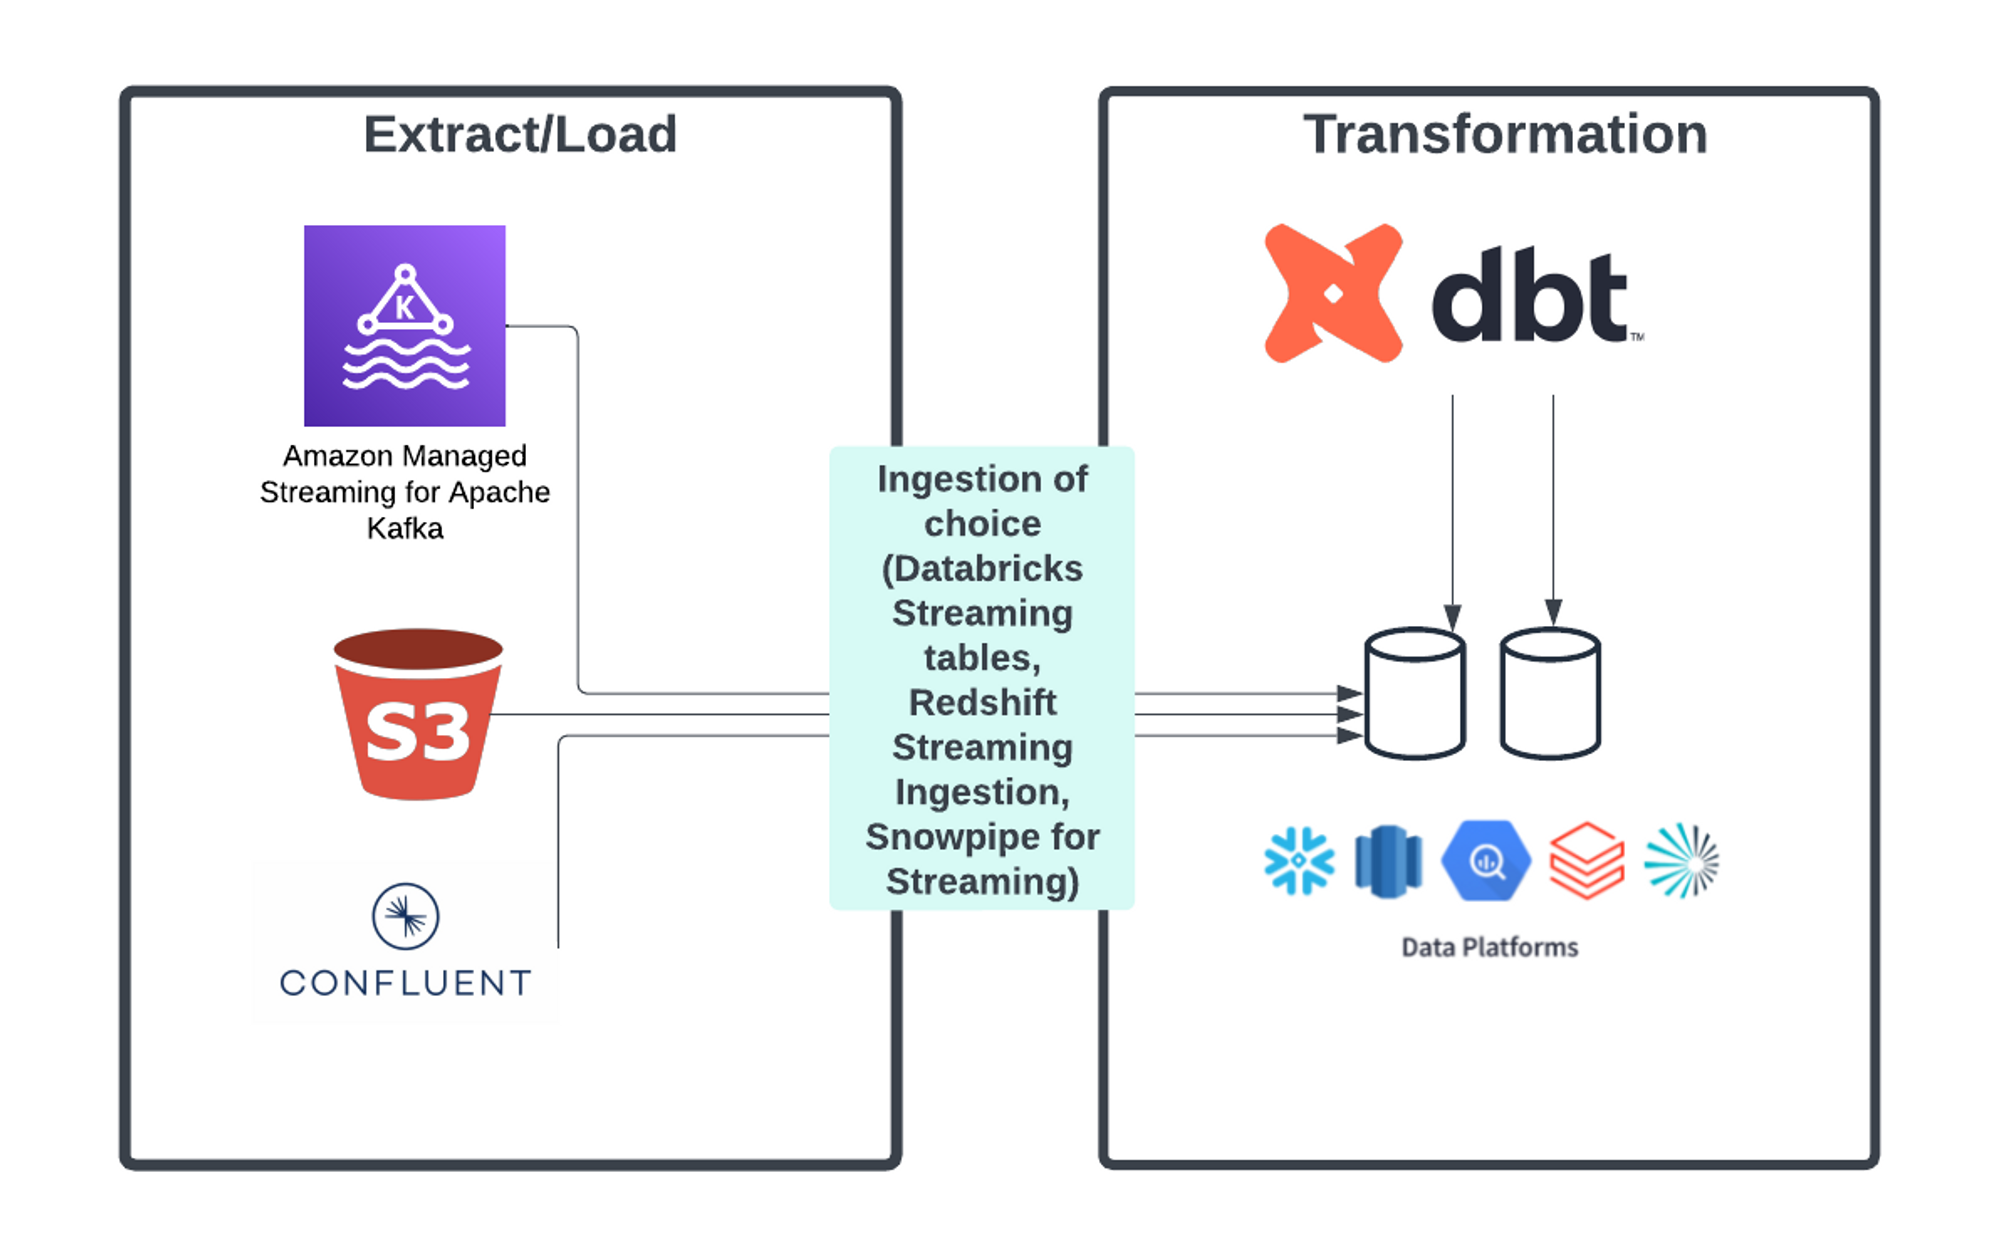 Extract/Load
K
Amazon Managed
Streaming for Apache
Kafka
S3
CONFLUENT
Ingestion of
choice
(Databricks
Streaming
tables,
Redshift
Streaming
Ingestion,
Snowpipe for
Streaming)
Transformation
dbt™
Data Platforms